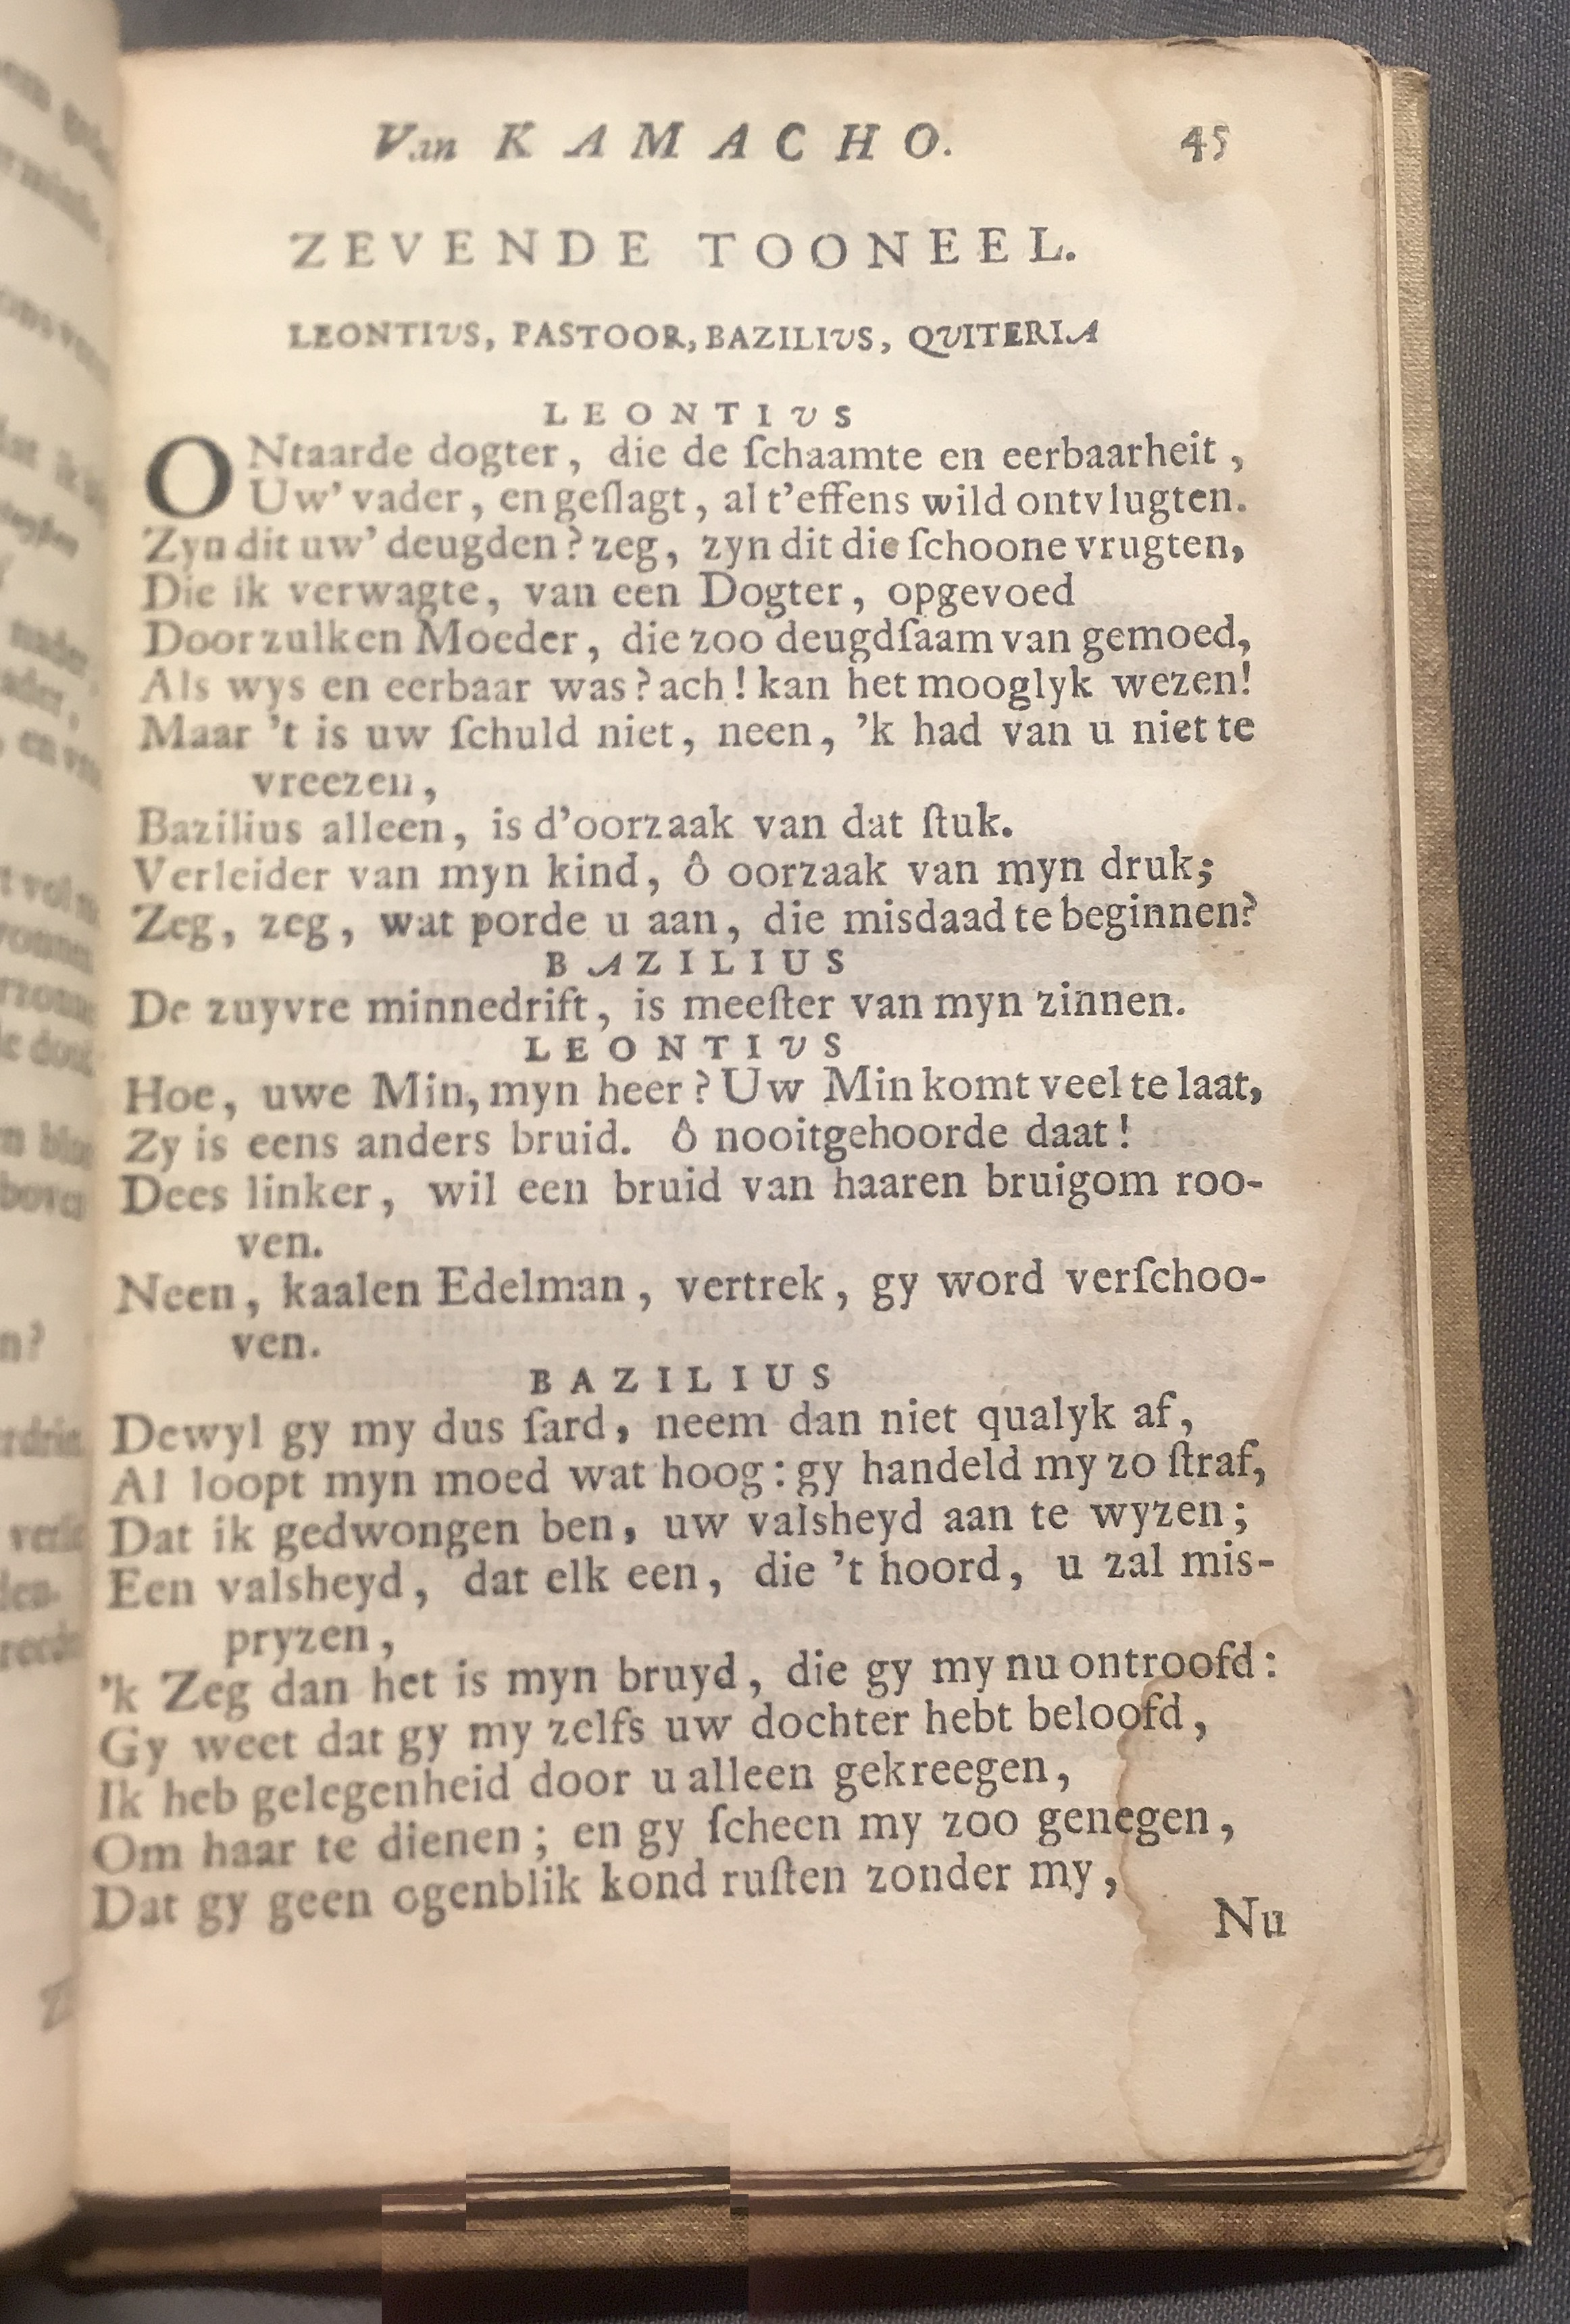 Van KAMACHO. 45
ZEVENDE TOONEEL.
LEONTIVS, PASTOOR, BAZILIVS, QVITERIA
LEONTIVS
ONtaarde dogter, die de ſchaamte en eerbaarheit,
Uw' vader, en geſlagt, al t'effens wild ontvlugten.
Zyn dit uw' deugden? zeg, zyn dit die ſchoone vrugten,
Die ik verwagte, van een Dogter, opgevoed
Door zulken Moeder, die zoo deugdſaam van gemoed,
Als wys en eerbaar was? ach! kan het mooglyk wezen!
Maar 't is uw ſchuld niet, neen, 'k had van u niet te
vreezen,
Bazilius alleen, is d'oorzaak van dat ſtuk.
Verleider van myn kind, ô oorzaak van myn druk;
Zeg, zeg, wat porde u aan, die misdaad te beginnen?
BAZILIUS
De zuyvre minnedrift, is meeſter van myn zinnen.
LEONTIVS
Hoe, uwe Min, myn heer? Uw Min komt veel te laat,
Zy is eens anders bruid. ô nooitgehoorde daat!
Dees linker, wil een bruid van haaren bruigom roo-
ven.
Neen, kaalen Edelman, vertrek, gy word verſchoo-
ven.
BAZILIUS
Dewyl gy my dus ſard, neem dan niet qualyk af,
Al loopt myn moed wat hoog: gy handeld my zo ſtraf,
Dat ik gedwongen ben, uw valsheyd aan te wyzen;
Een valsheyd, dat elk een, die 't hoord, u zal mis-
pryzen,
'k Zeg dan het is myn bruyd, die gy my nu ontroofd:
Gy weet dat gy my zelfs uw dochter hebt beloofd,
Ik heb gelegenheid door u alleen gekreegen,
Om haar te dienen; en gy ſcheen my zoo genegen,
Dat gy geen ogenblik kond ruſten zonder my,
Nu